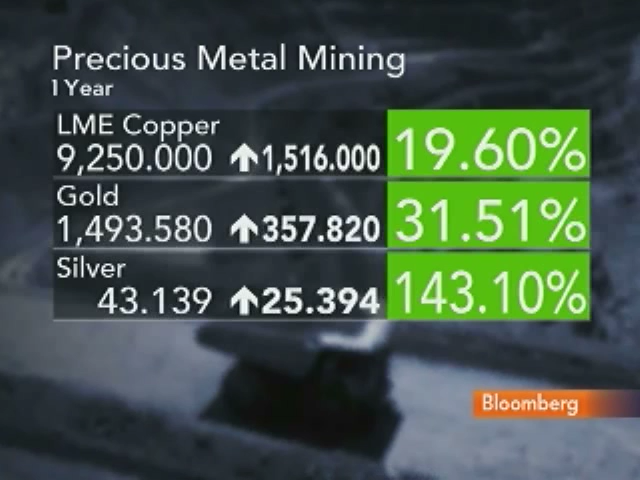 Precious Metal Mining
1 Year
LME Copper
9,250.000 ↑1,516.000 19.60%
Gold
1,493.580 ↑357.820 31.51%
Silver
43.139 ↑25.394 143.10%
Bloomberg